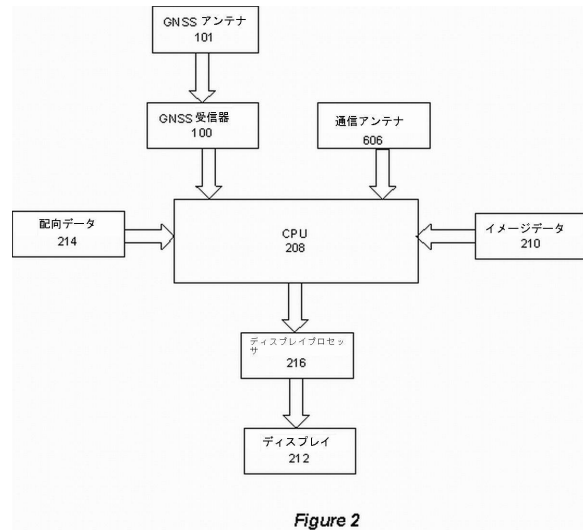 GNSS アンテナ
101
GNSS 受信器
100
通信アンテナ
606
配向データ
214
CPU
208
イメージデータ
210
ディスプレイプロセッ
サ
216
ディスプレイ
212
Figure 2